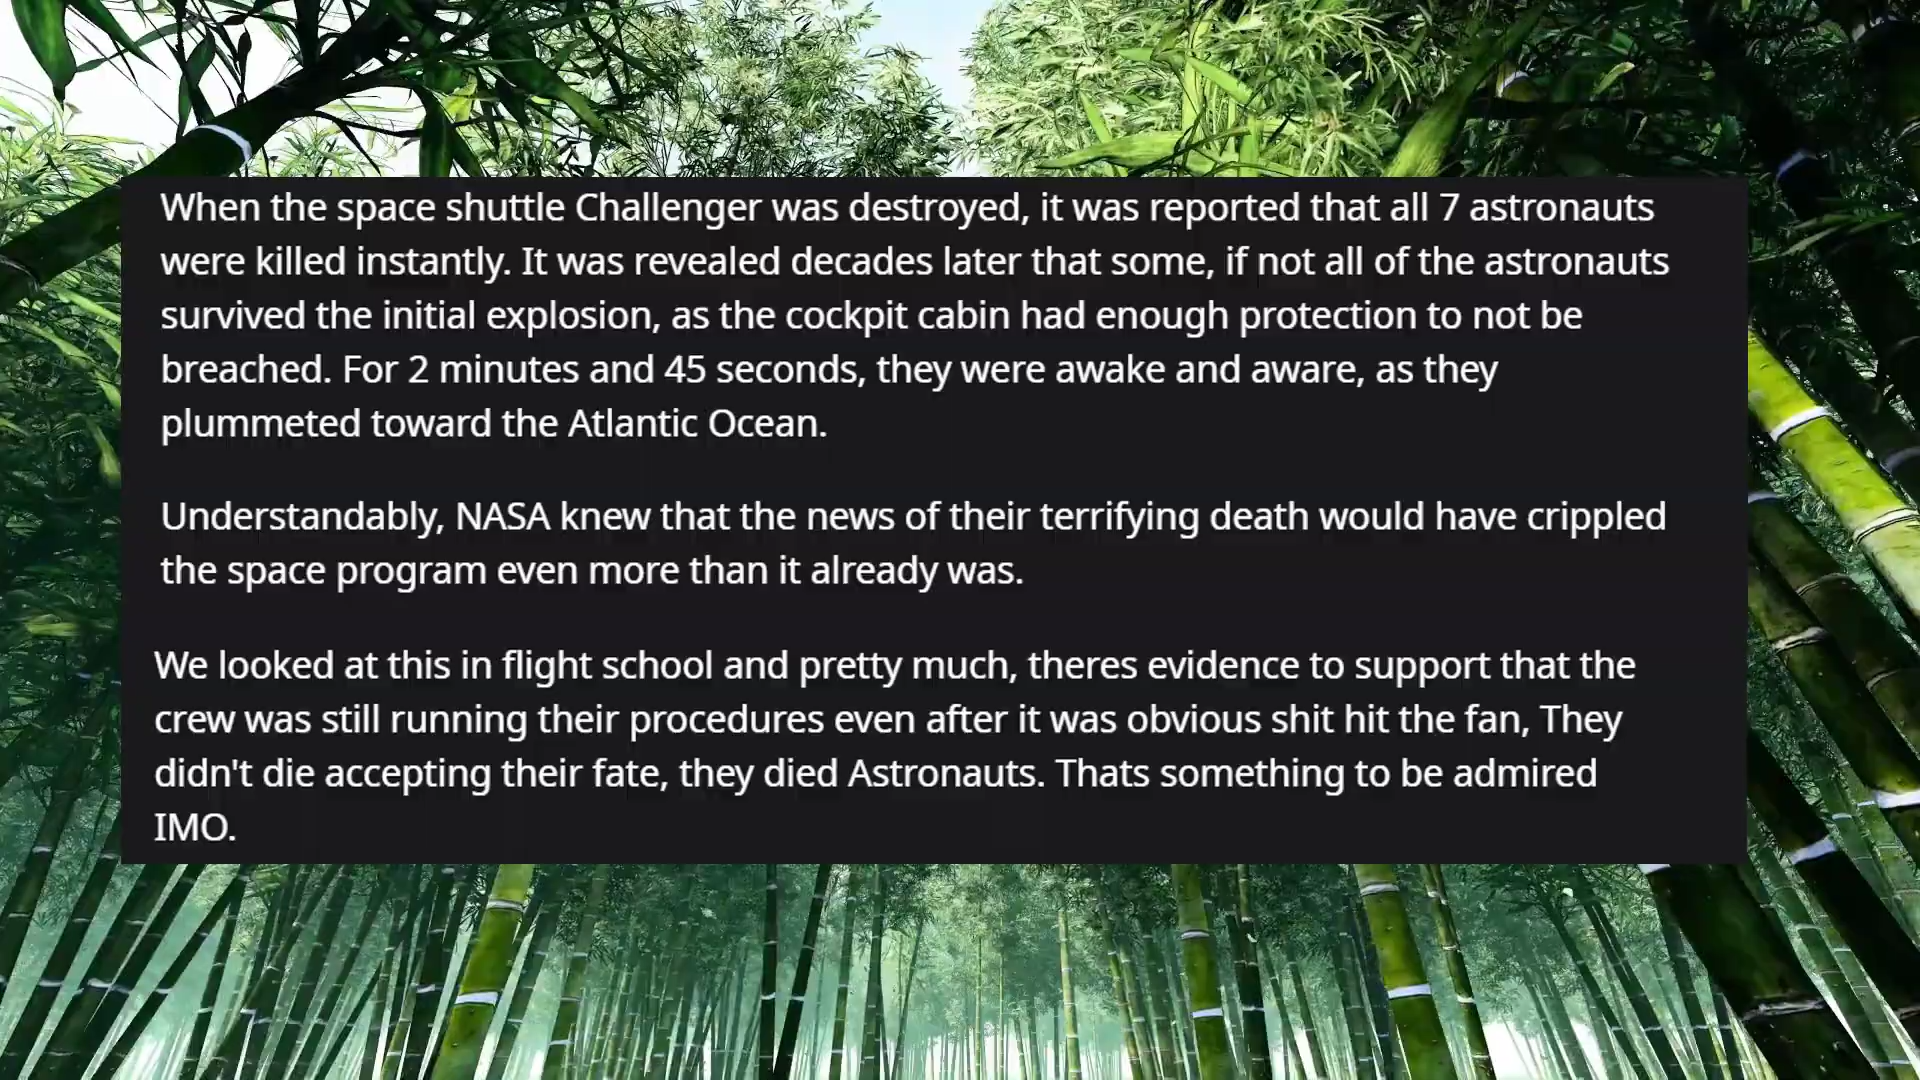 When the space shuttle Challenger was destroyed, it was reported that all 7 astronauts
were killed instantly. It was revealed decades later that some, if not all of the astronauts
survived the initial explosion, as the cockpit cabin had enough protection to not be
breached. For 2 minutes and 45 seconds, they were awake and aware, as they
plummeted toward the Atlantic Ocean.
Understandably, NASA knew that the news of their terrifying death would have crippled
the space program even more than it already was.
We looked at this in flight school and pretty much, theres evidence to support that the
crew was still running their procedures even after it was obvious shit hit the fan, They
didn't die accepting their fate, they died Astronauts. Thats something to be admired
IMO.